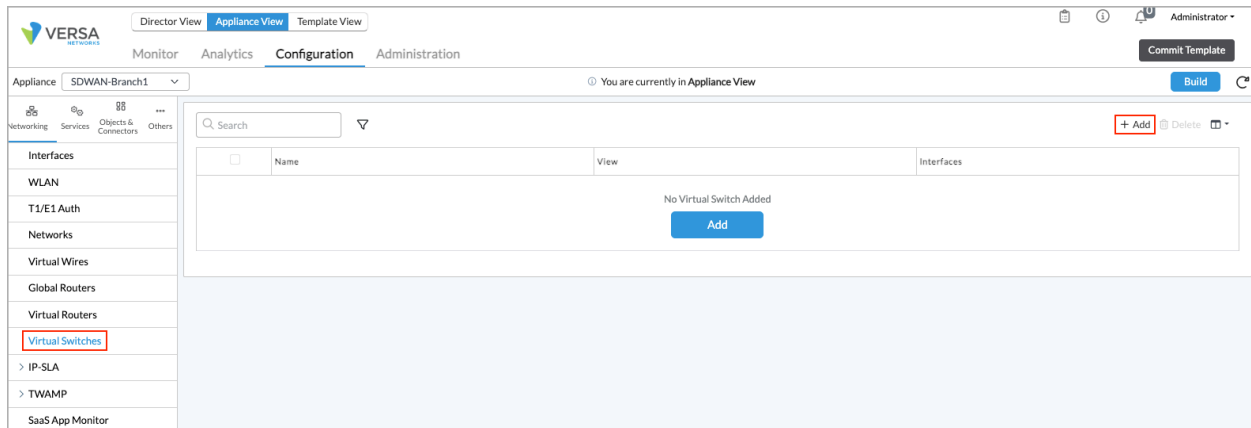 VERSA
NETWORKS
Director View Appliance View Template View
0
Administrator
Monitor Analytics Configuration Administration
Commit Template
Appliance SDWAN-Branch1
You are currently in Appliance View
Build
Networking Services Objects & Connectors Others
Search
+ Add Delete
Name View Interfaces
No Virtual Switch Added
Add
Interfaces
WLAN
T1/E1 Auth
Networks
Virtual Wires
Global Routers
Virtual Routers
Virtual Switches
> IP-SLA
> TWAMP
SaaS App Monitor